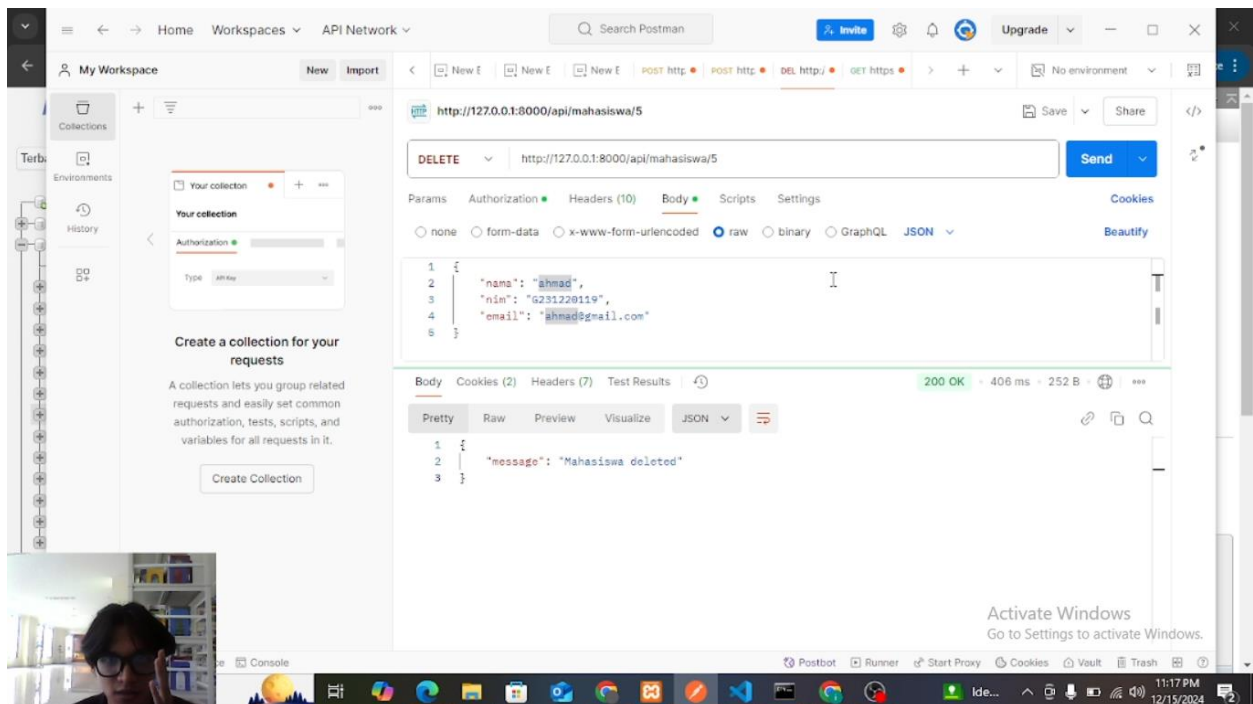 Home Workspaces API Network Search Postman Invite Upgrade
My Workspace New Import New New New POST http POST http DEL http:/ GET https No environment
Collections
http://127.0.0.1:8000/api/mahasiswa/5 Save Share
DELETE http://127.0.0.1:8000/api/mahasiswa/5 Send
Environments
Params Authorization Headers (10) Body Scripts Settings Cookies
History
none form-data x-www-form-urlencoded raw binary GraphQL JSON Beautify
Your collecton
Your collection
Authorization
Type API Key
1 {
2 "nama": "ahmad",
3 "nim": "G231220119",
4 "email": "ahmad@gmail.com"
5 }
Create a collection for your
requests
A collection lets you group related
requests and easily set common
authorization, tests, scripts, and
variables for all requests in it.
Create Collection
Body Cookies (2) Headers (7) Test Results 200 OK 406 ms 252 B
Pretty Raw Preview Visualize JSON
1 {
2 "message": "Mahasiswa deleted"
3 }
Activate Windows
Go to Settings to activate Windows.
Console Postbot Runner Start Proxy Cookies Vault Trash
Ide... 11:17 PM
12/15/2024